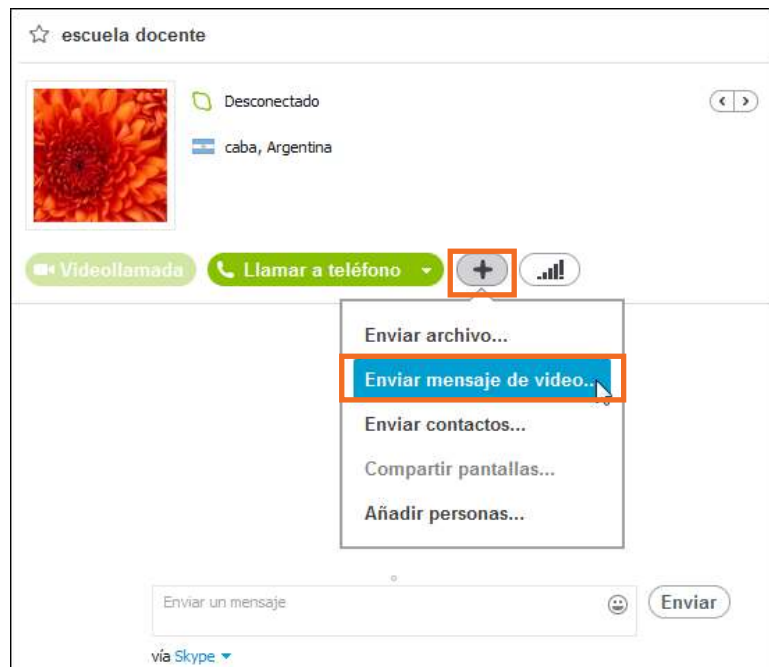 escuela docente
Desconectado
caba, Argentina
Videollamada
Llamar a teléfono
Enviar archivo...
Enviar mensaje de video...
Enviar contactos...
Compartir pantallas...
Añadir personas...
Enviar un mensaje
Enviar
vía Skype